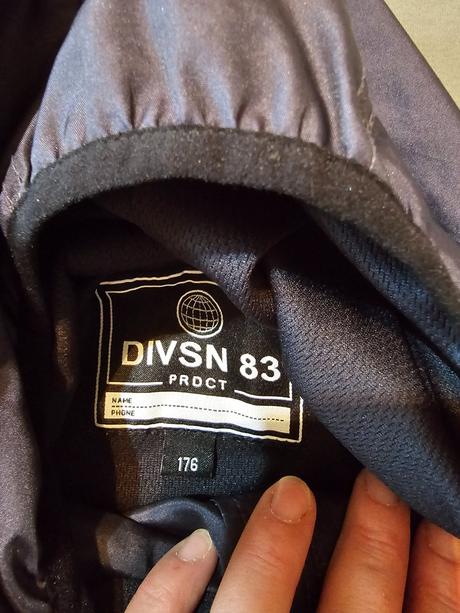 DIVSN 83
PRDCT
NAME
PHONE
176